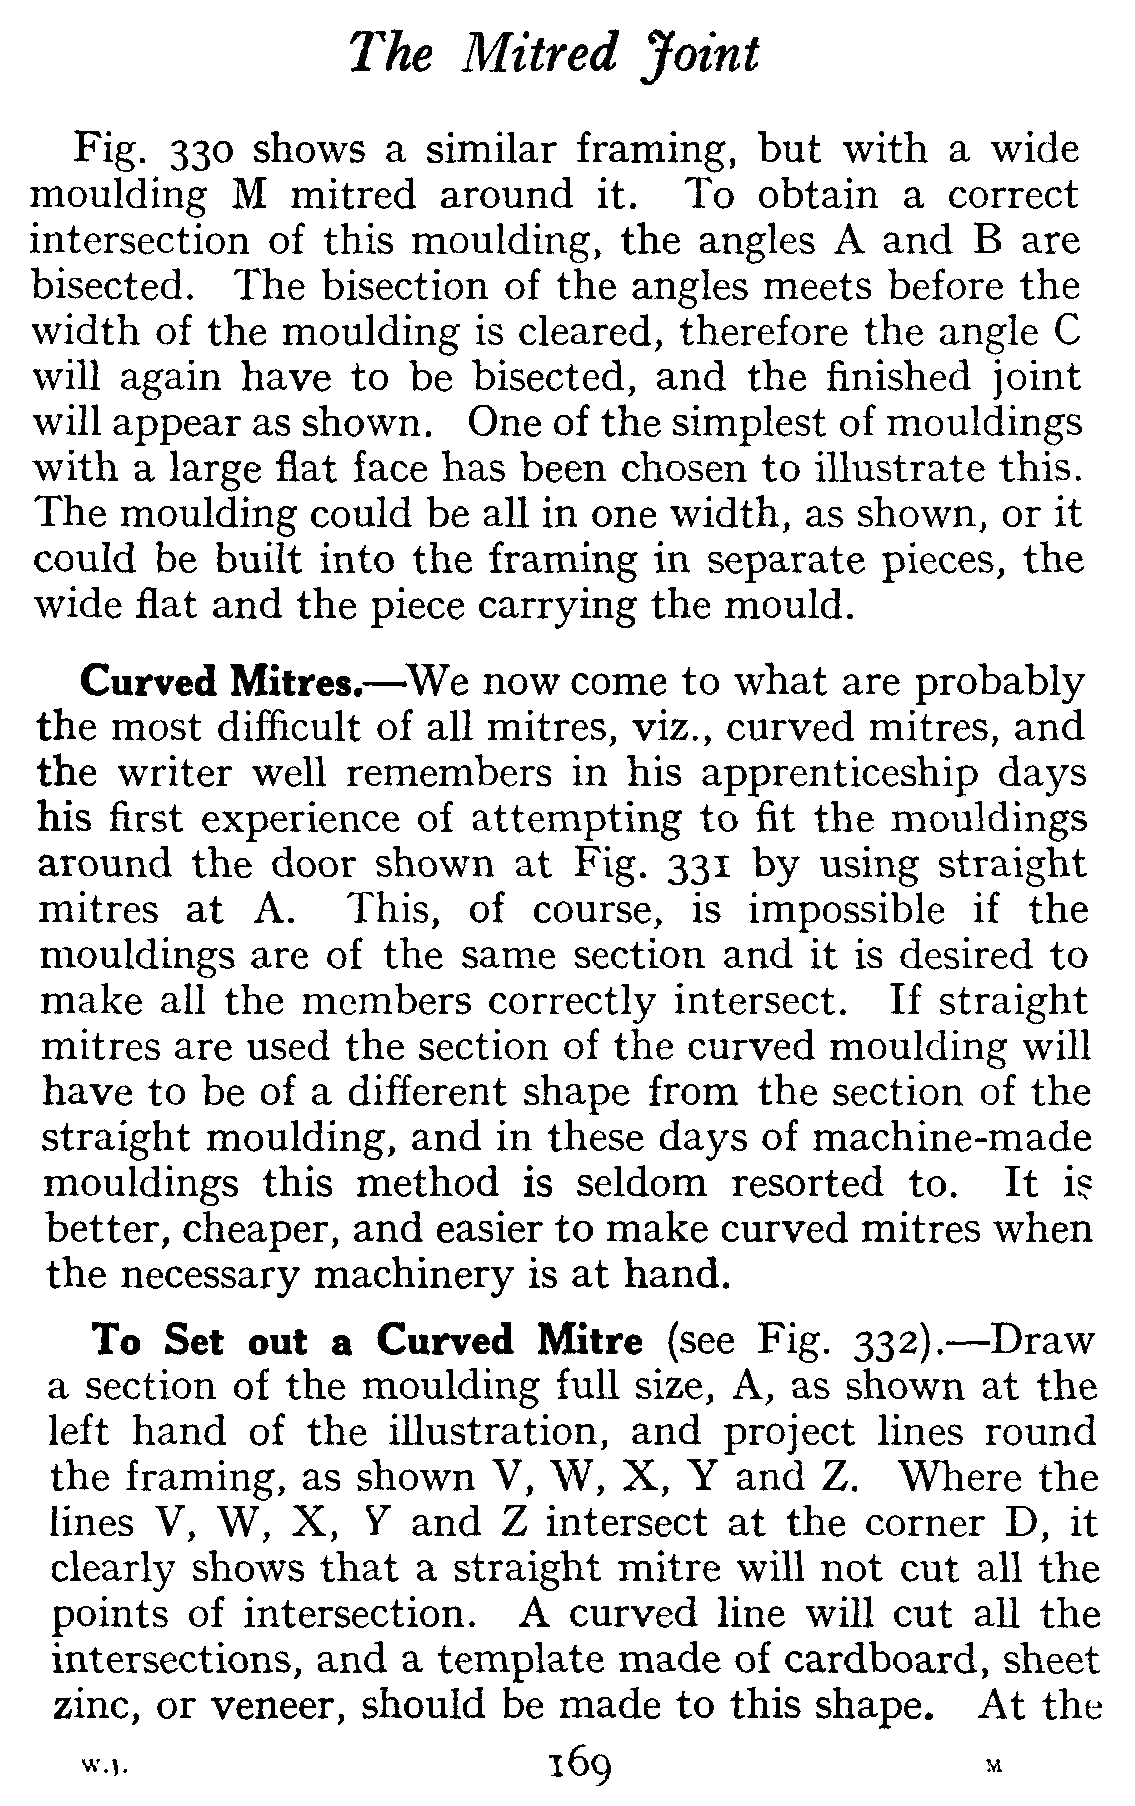 The Mitred Joint
Fig. 330 shows a similar framing, but with a wide
moulding M mitred around it. To obtain a correct
intersection of this moulding, the angles A and B are
bisected. The bisection of the angles meets before the
width of the moulding is cleared, therefore the angle C
will again have to be bisected, and the finished joint
will appear as shown. One of the simplest of mouldings
with a large flat face has been chosen to illustrate this.
The moulding could be all in one width, as shown, or it
could be built into the framing in separate pieces, the
wide flat and the piece carrying the mould.
Curved Mitres.—We now come to what are probably
the most difficult of all mitres, viz., curved mitres, and
the writer well remembers in his apprenticeship days
his first experience of attempting to fit the mouldings
around the door shown at Fig. 331 by using straight
mitres at A. This, of course, is impossible if the
mouldings are of the same section and it is desired to
make all the members correctly intersect. If straight
mitres are used the section of the curved moulding will
have to be of a different shape from the section of the
straight moulding, and in these days of machine-made
mouldings this method is seldom resorted to. It is
better, cheaper, and easier to make curved mitres when
the necessary machinery is at hand.
To Set out a Curved Mitre (see Fig. 332).—Draw
a section of the moulding full size, A, as shown at the
left hand of the illustration, and project lines round
the framing, as shown V, W, X, Y and Z. Where the
lines V, W, X, Y and Z intersect at the corner D, it
clearly shows that a straight mitre will not cut all the
points of intersection. A curved line will cut all the
intersections, and a template made of cardboard, sheet
zinc, or veneer, should be made to this shape. At the
W.J. 169 M